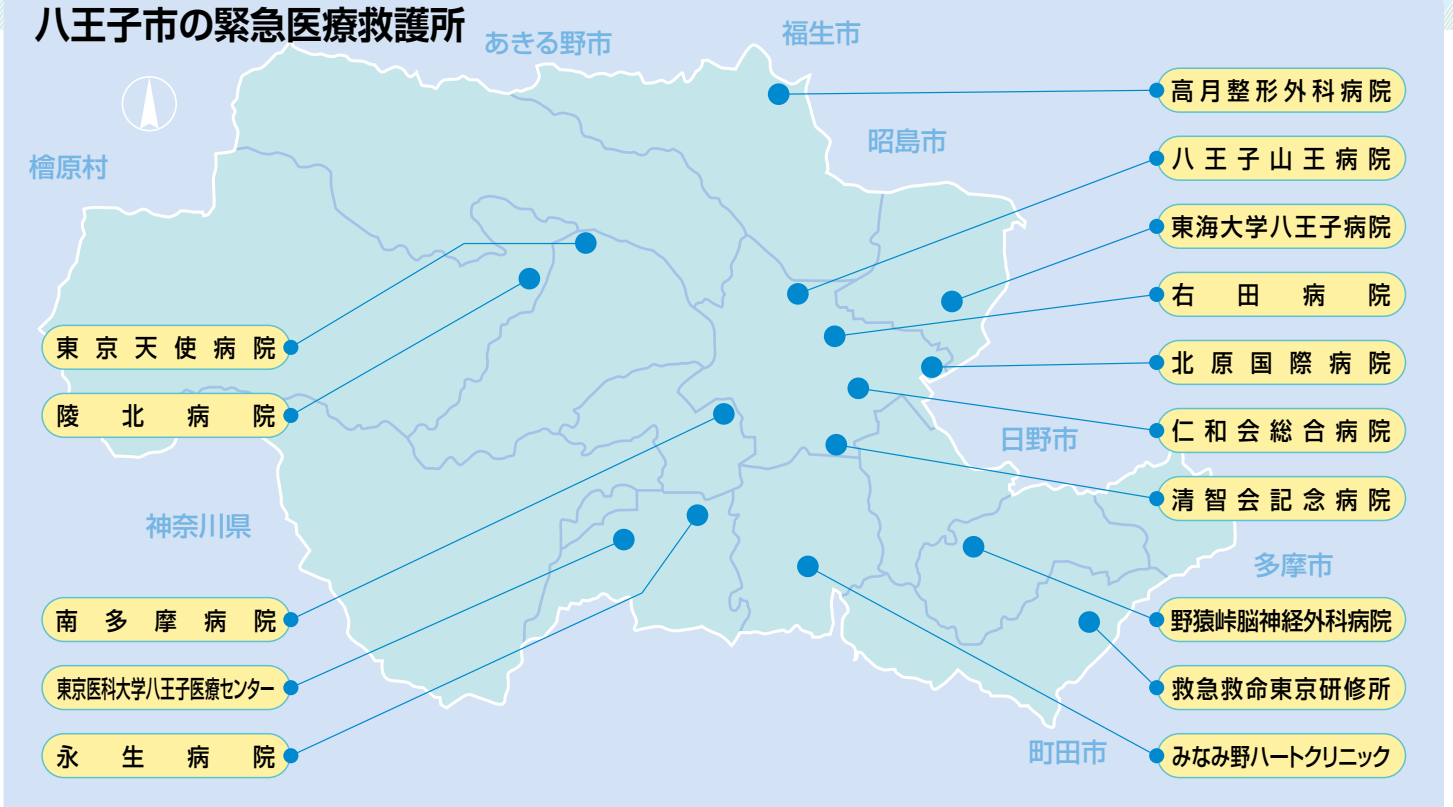 八王子市の緊急医療救護所
あきる野市
福生市
昭島市
檜原村
日野市
神奈川県
多摩市
町田市
高月整形外科病院
八王子山王病院
東海大学八王子病院
右田病院
北原国際病院
仁和会総合病院
清智会記念病院
野猿峠脳神経外科病院
救急救命東京研修所
みなみ野ハートクリニック
東京天使病院
陵北病院
南多摩病院
東京医科大学八王子医療センター
永生病院